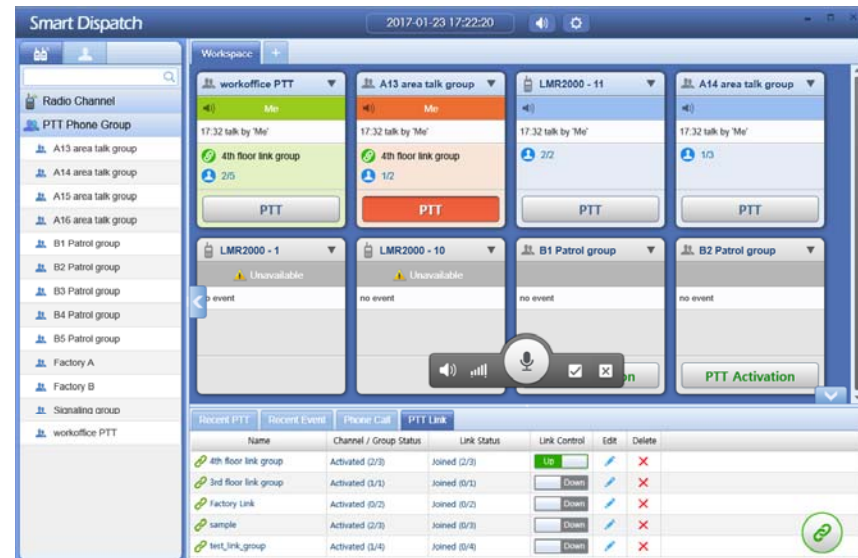 Smart Dispatch
2017-01-23 17:22:20
Workspace +
Radio Channel
PTT Phone Group
A13 area talk group
A14 area talk group
A15 area talk group
A16 area talk group
B1 Patrol group
B2 Patrol group
B3 Patrol group
B4 Patrol group
B5 Patrol group
Factory A
Factory B
Signaling group
workoffice PTT
workoffice PTT
Me
17:32 talk by 'Me'
4th floor link group
2/5
PTT
A13 area talk group
Me
17:32 talk by 'Me'
4th floor link group
1/2
PTT
LMR2000 - 11
17:32 talk by 'Me'
2/2
PTT
A14 area talk group
17:32 talk by 'Me'
1/3
PTT
LMR2000 - 1
Unavailable
event
LMR2000 - 10
Unavailable
no event
B1 Patrol group
no event
B2 Patrol group
no event
PTT Activation
Recent PTT Recent Event Phone Call PTT Link
Name Channel / Group Status Link Status Link Control Edit Delete
4th floor link group Activated (2/3) Joined (2/3) Up
3rd floor link group Activated (1/1) Joined (0/1) Down
Factory Link Activated (0/2) Joined (0/2) Down
sample Activated (2/3) Joined (0/3) Down
test_link_group Activated (1/4) Joined (0/4) Down